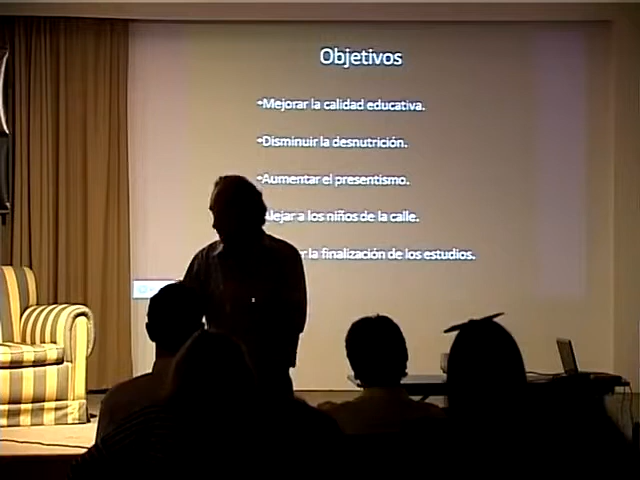 Objetivos
•Mejorar la calidad educativa.
•Disminuir la desnutrición.
•Aumentar el presentismo.
•Alejar a los niños de la calle.
la finalización de los estudios.